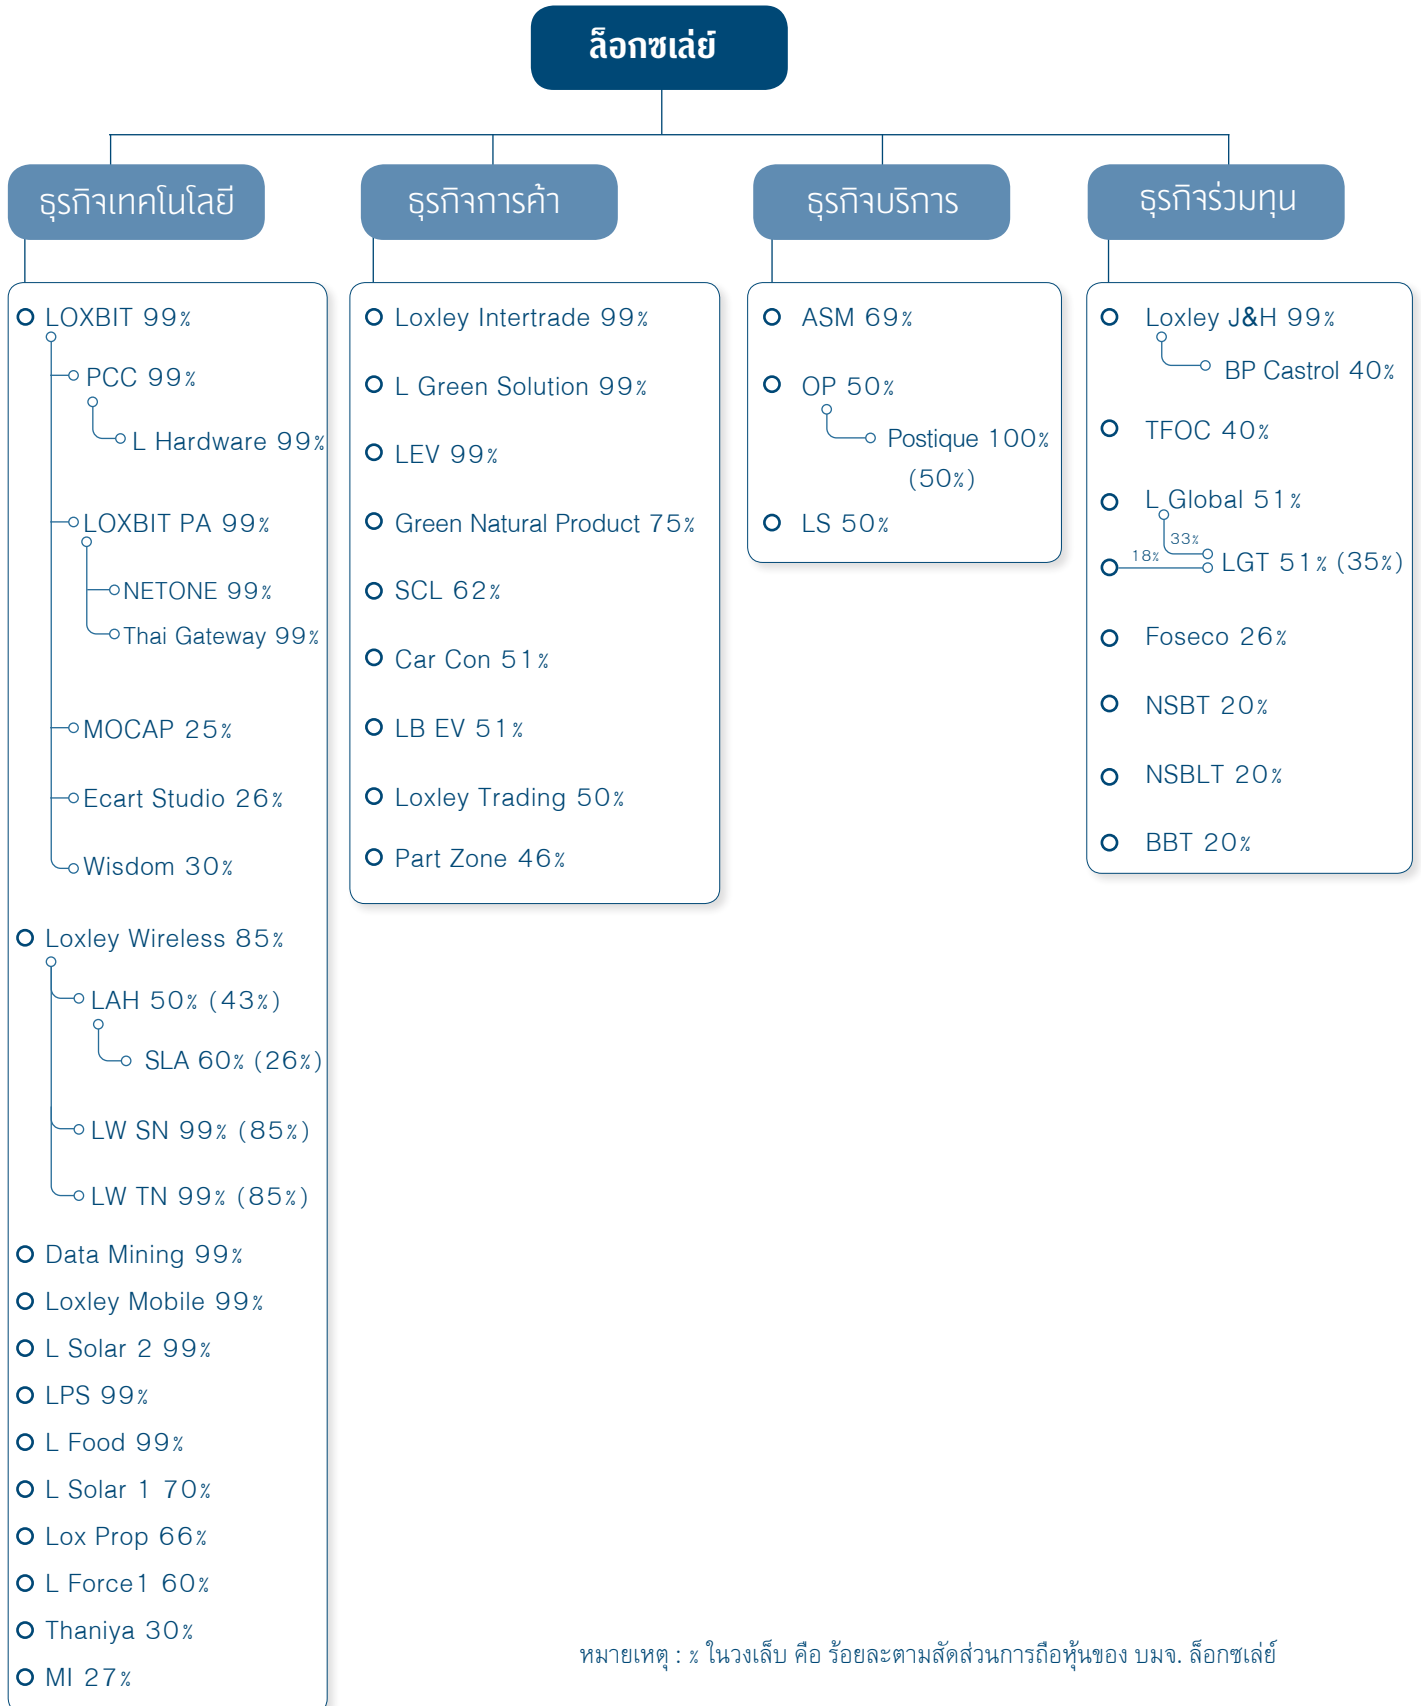 ล็อกซเล่ย์
ธุรกิจเทคโนโลยี
LOXBIT 99%
PCC 99%
L Hardware 99%
LOXBIT PA 99%
NETONE 99%
Thai Gateway 99%
MOCAP 25%
Ecart Studio 26%
Wisdom 30%
Loxley Wireless 85%
LAH 50% (43%)
SLA 60% (26%)
LW SN 99% (85%)
LW TN 99% (85%)
Data Mining 99%
Loxley Mobile 99%
L Solar 2 99%
LPS 99%
L Food 99%
L Solar 1 70%
Lox Prop 66%
L Force1 60%
Thaniya 30%
MI 27%
ธุรกิจการค้า
Loxley Intertrade 99%
L Green Solution 99%
LEV 99%
Green Natural Product 75%
SCL 62%
Car Con 51%
LB EV 51%
Loxley Trading 50%
Part Zone 46%
ธุรกิจบริการ
ASM 69%
OP 50%
Postique 100%
(50%)
LS 50%
ธุรกิจร่วมทุน
Loxley J&H 99%
BP Castrol 40%
TFOC 40%
L Global 51%
33%
18%
LGT 51% (35%)
Foseco 26%
NSBT 20%
NSBLT 20%
BBT 20%
หมายเหตุ : % ในวงเล็บ คือ ร้อยละตามสัดส่วนการถือหุ้นของ บมจ. ล็อกซเล่ย์